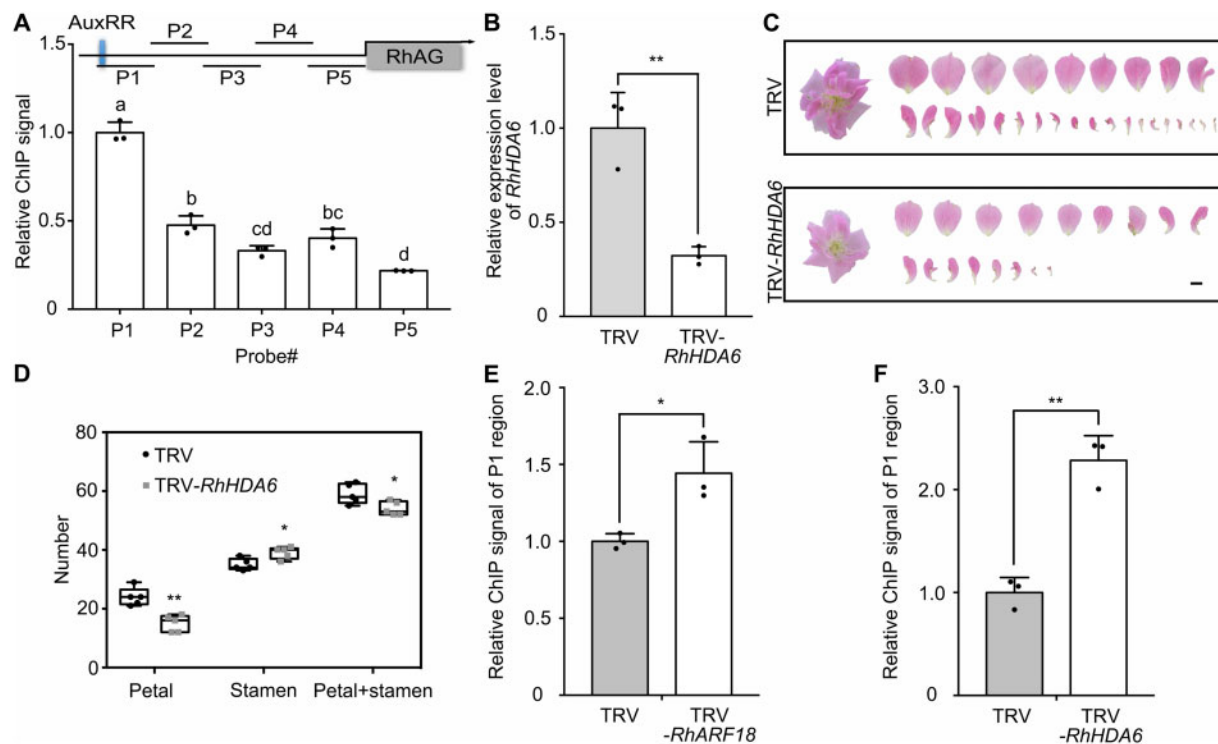 A
AuxRR
P2
P4
P1
P3
P5
RhAG
Relative ChIP signal
1.5
1.0
0.5
0
a
b
cd
bc
d
P1 P2 P3 P4 P5
Probe#
B
Relative expression level
of RhHDA6
1.5
1.0
0.5
0
**
TRV
TRV-
RhHDA6
C
TRV
TRV-RhHDA6
D
Number
80
60
40
20
0
TRV
TRV-RhHDA6
**
*
*
Petal Stamen Petal+stamen
E
Relative ChIP signal of P1 region
2.0
1.5
1.0
0.5
0
*
TRV
TRV
-RhARF18
F
Relative ChIP signal of P1 region
3.0
2.0
1.0
0
**
TRV
TRV
-RhHDA6